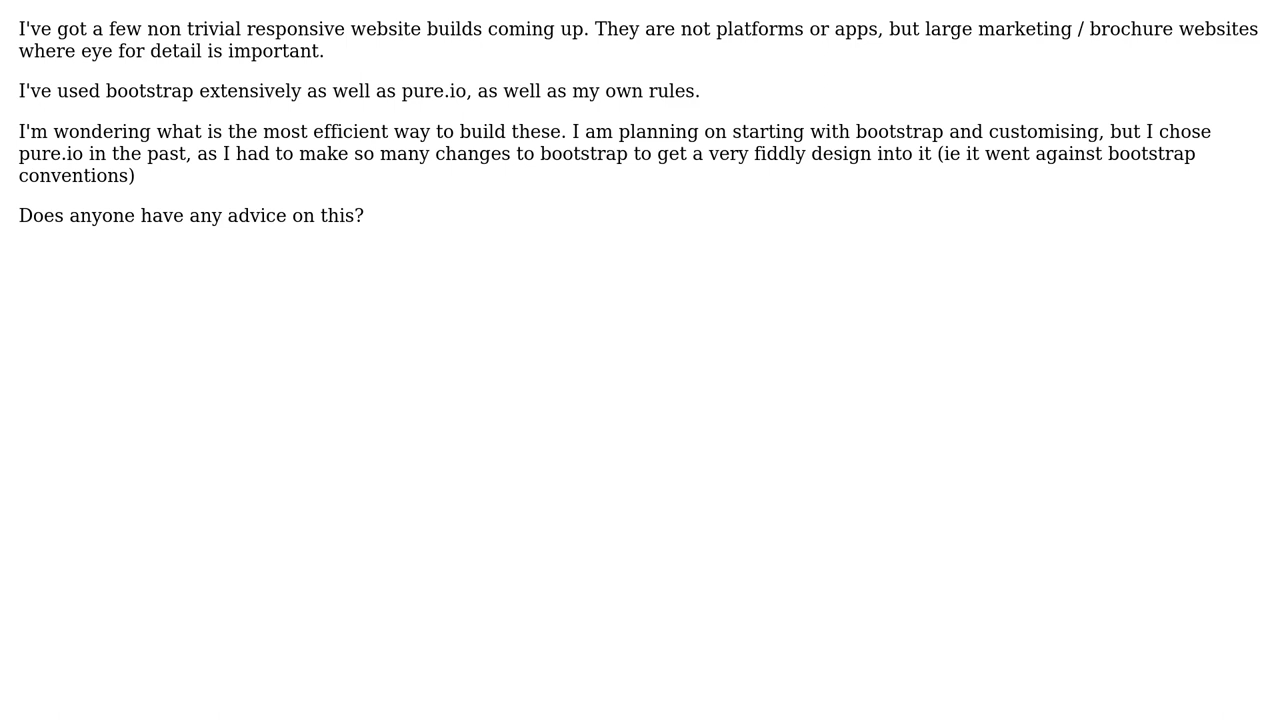 I've got a few non trivial responsive website builds coming up. They are not platforms or apps, but large marketing / brochure websites
where eye for detail is important.
I've used bootstrap extensively as well as pure.io, as well as my own rules.
I'm wondering what is the most efficient way to build these. I am planning on starting with bootstrap and customising, but I chose
pure.io in the past, as I had to make so many changes to bootstrap to get a very fiddly design into it (ie it went against bootstrap
conventions)
Does anyone have any advice on this?